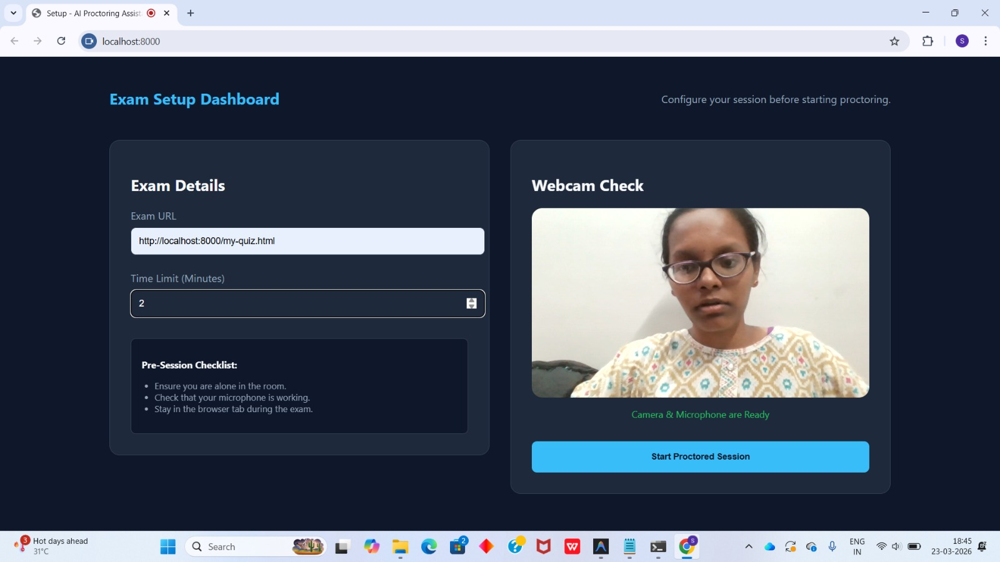 Setup - AI Proctoring Assist
localhost:8000
S
Exam Setup Dashboard
Configure your session before starting proctoring.
Exam Details
Exam URL
http://localhost:8000/my-quiz.html
Time Limit (Minutes)
2
Pre-Session Checklist:
Ensure you are alone in the room.
Check that your microphone is working.
Stay in the browser tab during the exam.
Webcam Check
Camera & Microphone are Ready
Start Proctored Session
3
Hot days ahead
31°C
Search
2
W
S
ENG
IN
18:45
23-03-2026